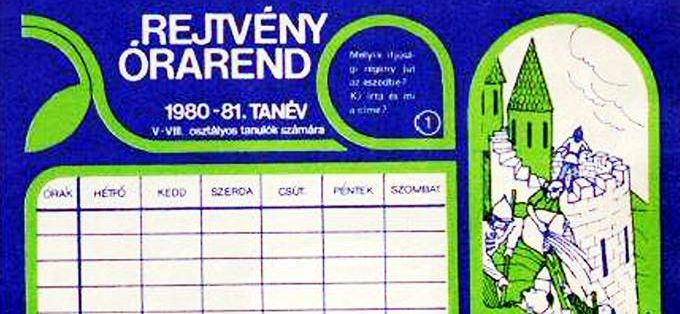 REJTVÉNY
ÓRAREND
1980-81. TANÉV
V-VIII. osztályos tanulók számára
Melyik ifjúsá-
gi regény jut
az eszedbe?
Ki írta és mi
a címe?
1
ÓRÁK HÉTFŐ KEDD SZERDA CSÜT. PÉNTEK SZOMBAT